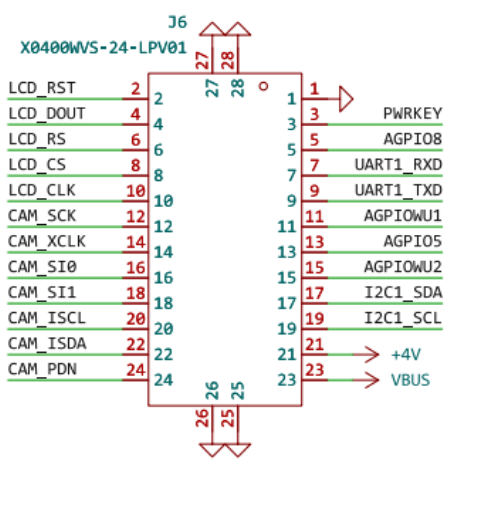 J6
X0400WVS-24-LPV01
27 28
27 28
LCD_RST 2 2 1 1
LCD_DOUT 4 4 3 3 PWRKEY
LCD_RS 6 6 5 5 AGPIO8
LCD_CS 8 8 7 7 UART1_RXD
LCD_CLK 10 10 9 9 UART1_TXD
CAM_SCK 12 12 11 11 AGPIOWU1
CAM_XCLK 14 14 13 13 AGPIO5
CAM_SI0 16 16 15 15 AGPIOWU2
CAM_SI1 18 18 17 17 I2C1_SDA
CAM_ISCL 20 20 19 19 I2C1_SCL
CAM_ISDA 22 22 21 21 +4V
CAM_PDN 24 24 23 23 VBUS
26 25
26 25